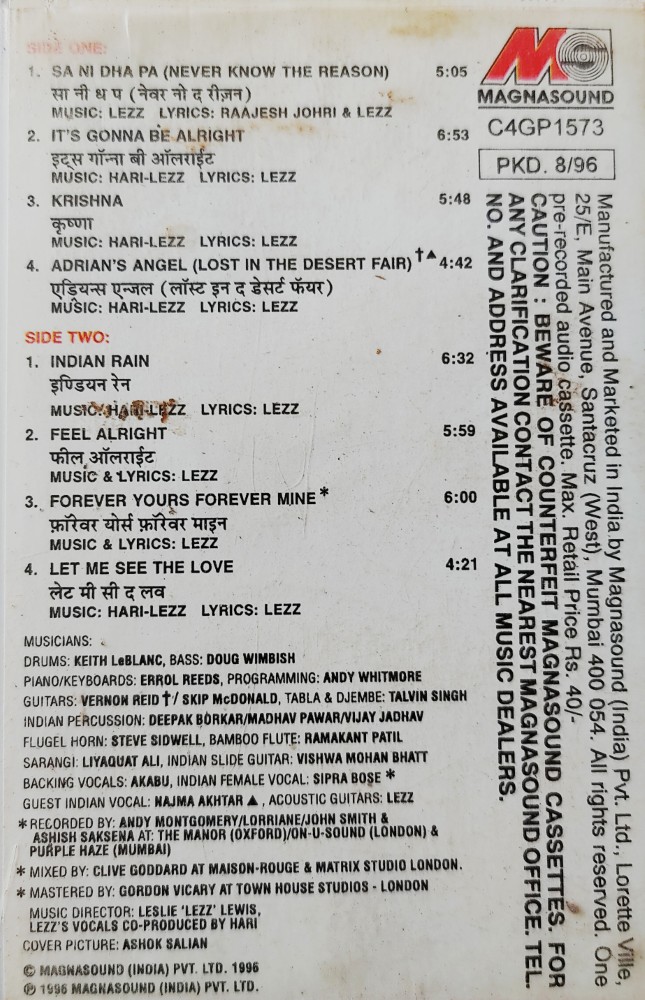 SIDE ONE:
1. SA NI DHA PA (NEVER KNOW THE REASON) 5:05
सा नी ध प (नेवर नो द रीज़न)
MUSIC: LEZZ LYRICS: RAAJESH JOHRI & LEZZ
2. IT'S GONNA BE ALRIGHT 6:53
इट्स गॉन्ना बी ऑलराईट
MUSIC: HARI-LEZZ LYRICS: LEZZ
3. KRISHNA 5:48
कृष्णा
MUSIC: HARI-LEZZ LYRICS: LEZZ
4. ADRIAN'S ANGEL (LOST IN THE DESERT FAIR) †▲ 4:42
एड्रियन्स एन्जल (लॉस्ट इन द डेसर्ट फॅयर)
MUSIC: HARI-LEZZ LYRICS: LEZZ
SIDE TWO:
1. INDIAN RAIN 6:32
इण्डियन रेन
MUSIC: HARI-LEZZ LYRICS: LEZZ
2. FEEL ALRIGHT 5:59
फील ऑलराईट
MUSIC & LYRICS: LEZZ
3. FOREVER YOURS FOREVER MINE* 6:00
फ़ॉरेवर योर्स फ़ॉरेवर माइन
MUSIC & LYRICS: LEZZ
4. LET ME SEE THE LOVE 4:21
लेट मी सी द लव
MUSIC: HARI-LEZZ LYRICS: LEZZ
MUSICIANS:
DRUMS: KEITH LeBLANC, BASS: DOUG WIMBISH
PIANO/KEYBOARDS: ERROL REEDS, PROGRAMMING: ANDY WHITMORE
GUITARS: VERNON REID †/ SKIP McDONALD, TABLA & DJEMBE: TALVIN SINGH
INDIAN PERCUSSION: DEEPAK BORKAR/MADHAV PAWAR/VIJAY JADHAV
FLUGEL HORN: STEVE SIDWELL, BAMBOO FLUTE: RAMAKANT PATIL
SARANGI: LIYAQUAT ALI, INDIAN SLIDE GUITAR: VISHWA MOHAN BHATT
BACKING VOCALS: AKABU, INDIAN FEMALE VOCAL: SIPRA BOSE *
GUEST INDIAN VOCAL: NAJMA AKHTAR ▲, ACOUSTIC GUITARS: LEZZ
* RECORDED BY: ANDY MONTGOMERY/LORRIANE/JOHN SMITH &
ASHISH SAKSENA AT: THE MANOR (OXFORD)/ON-U-SOUND (LONDON) &
PURPLE HAZE (MUMBAI)
* MIXED BY: CLIVE GODDARD AT MAISON-ROUGE & MATRIX STUDIO LONDON.
* MASTERED BY: GORDON VICARY AT TOWN HOUSE STUDIOS - LONDON
MUSIC DIRECTOR: LESLIE 'LEZZ' LEWIS,
LEZZ'S VOCALS CO-PRODUCED BY HARI
COVER PICTURE: ASHOK SALIAN
© MAGNASOUND (INDIA) PVT. LTD. 1996
℗ 1996 MAGNASOUND (INDIA) PVT. LTD.
MAGNASOUND
C4GP1573
PKD. 8/96
Manufactured and Marketed in India by Magnasound (India) Pvt. Ltd., Lorette Ville,
25/E, Main Avenue, Santacruz (West), Mumbai 400 054. All rights reserved. One
pre-recorded audio cassette. Max. Retail Price Rs. 40/-
CAUTION : BEWARE OF COUNTERFEIT MAGNASOUND CASSETTES. FOR
ANY CLARIFICATION CONTACT THE NEAREST MAGNASOUND OFFICE. TEL.
NO. AND ADDRESS AVAILABLE AT ALL MUSIC DEALERS.